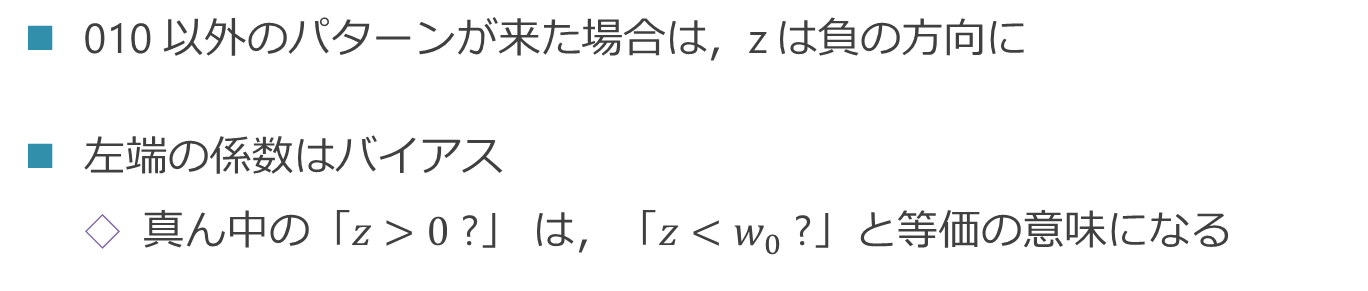 ■ 010 以外のパターンが来た場合は，z は負の方向に
■ 左端の係数はバイアス
◇ 真ん中の「z > 0 ?」 は，「z < w₀ ?」と等価の意味になる